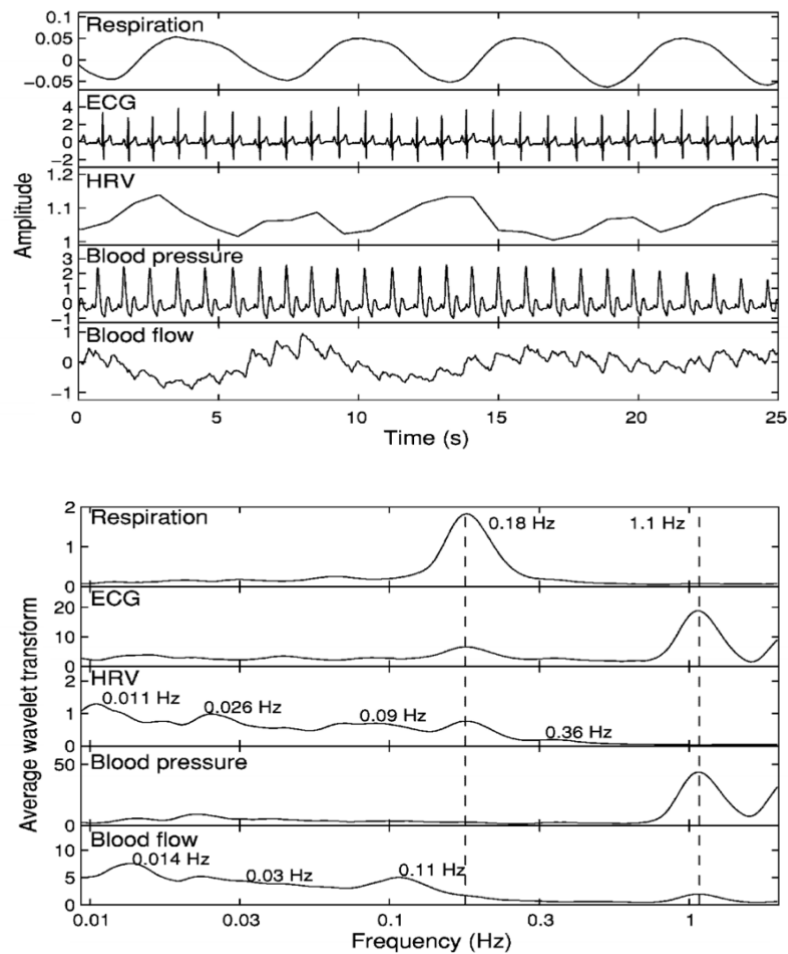 Amplitude
Respiration
0.1
0.05
0
−0.05
ECG
4
2
0
−2
HRV
1.2
1.1
1
Blood pressure
3
2
1
0
−1
Blood flow
1
0
−1
0 5 10 15 20 25
Time (s)
Average wavelet transform
Respiration
2
1
0
0.18 Hz 1.1 Hz
ECG
20
10
0
HRV
2
1
0
0.011 Hz
0.026 Hz
0.09 Hz
0.36 Hz
Blood pressure
50
0
Blood flow
10
5
0
0.014 Hz
0.03 Hz
0.11 Hz
0.01 0.03 0.1 0.3 1
Frequency (Hz)